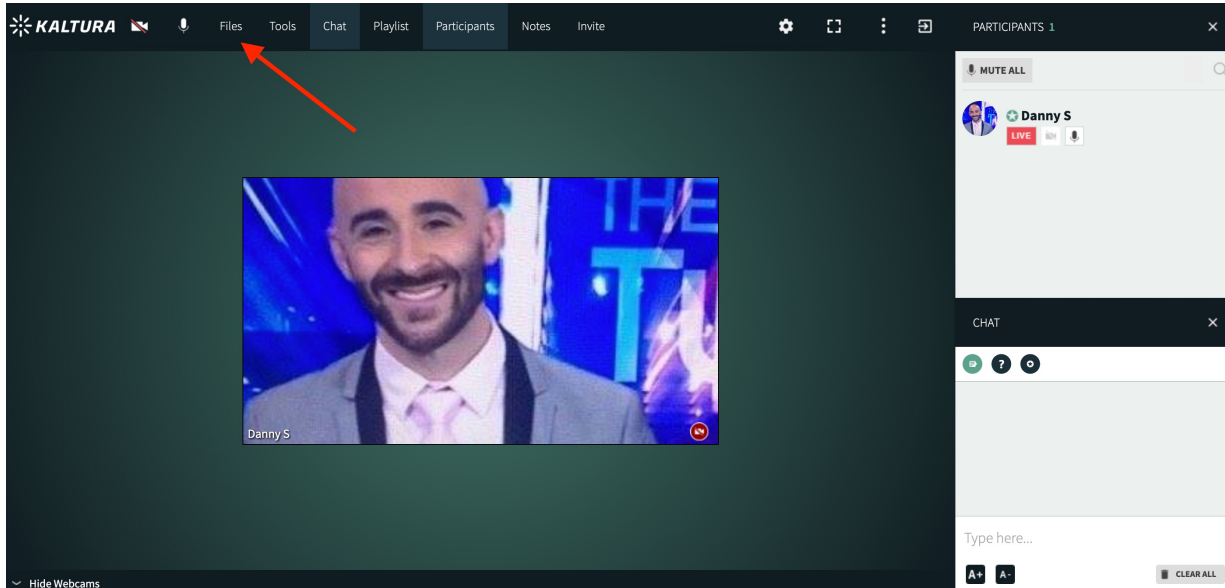 KALTURA Files Tools Chat Playlist Participants Notes Invite
PARTICIPANTS 1
MUTE ALL
Danny S
LIVE
THE
Danny S
CHAT
?
Type here...
A+ A-
CLEAR ALL
Hide Webcams